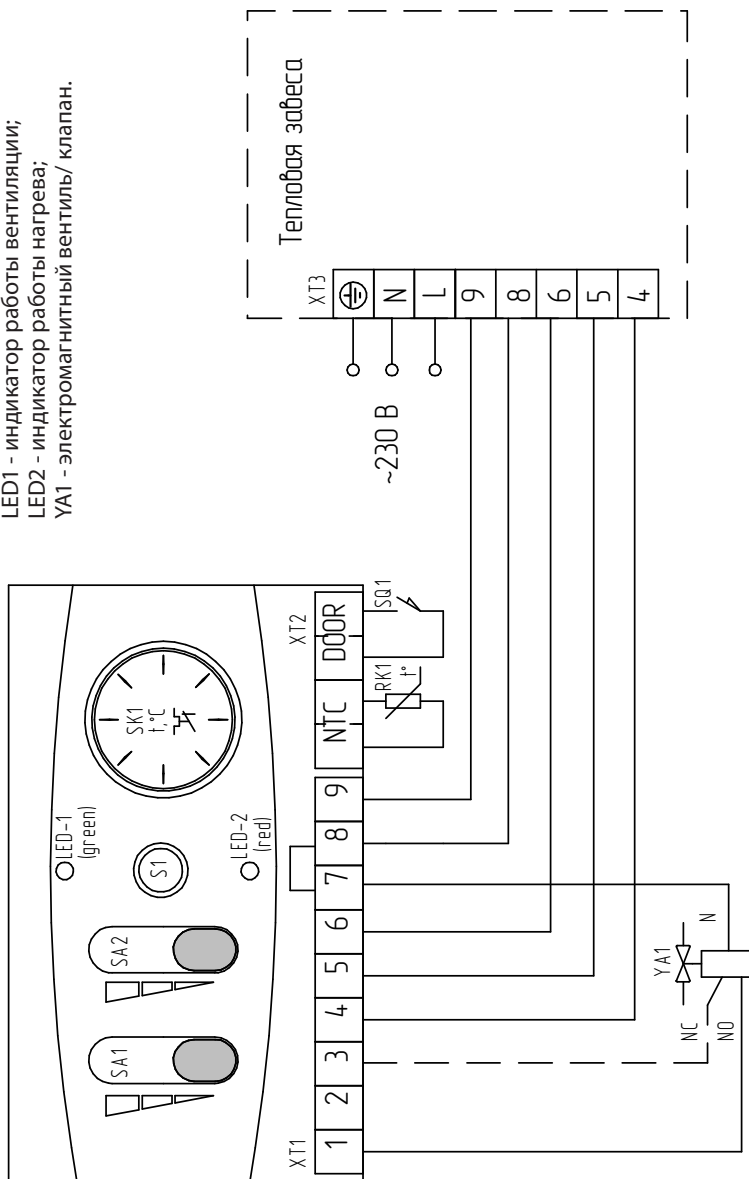 LED1 - индикатор работы вентиляции;
LED2 - индикатор работы нагрева;
YA1 - электромагнитный вентиль/ клапан.
Тепловая завеса
XT3
N
L
9
8
6
5
4
~230 В
SA1
SA2
S1
LED-1
(green)
LED-2
(red)
SK1
t,°C
XT1
1
2
3
4
5
6
7
8
9
NTC
DOOR
XT2
RK1
t°
SQ1
YA1
NC
NO
N